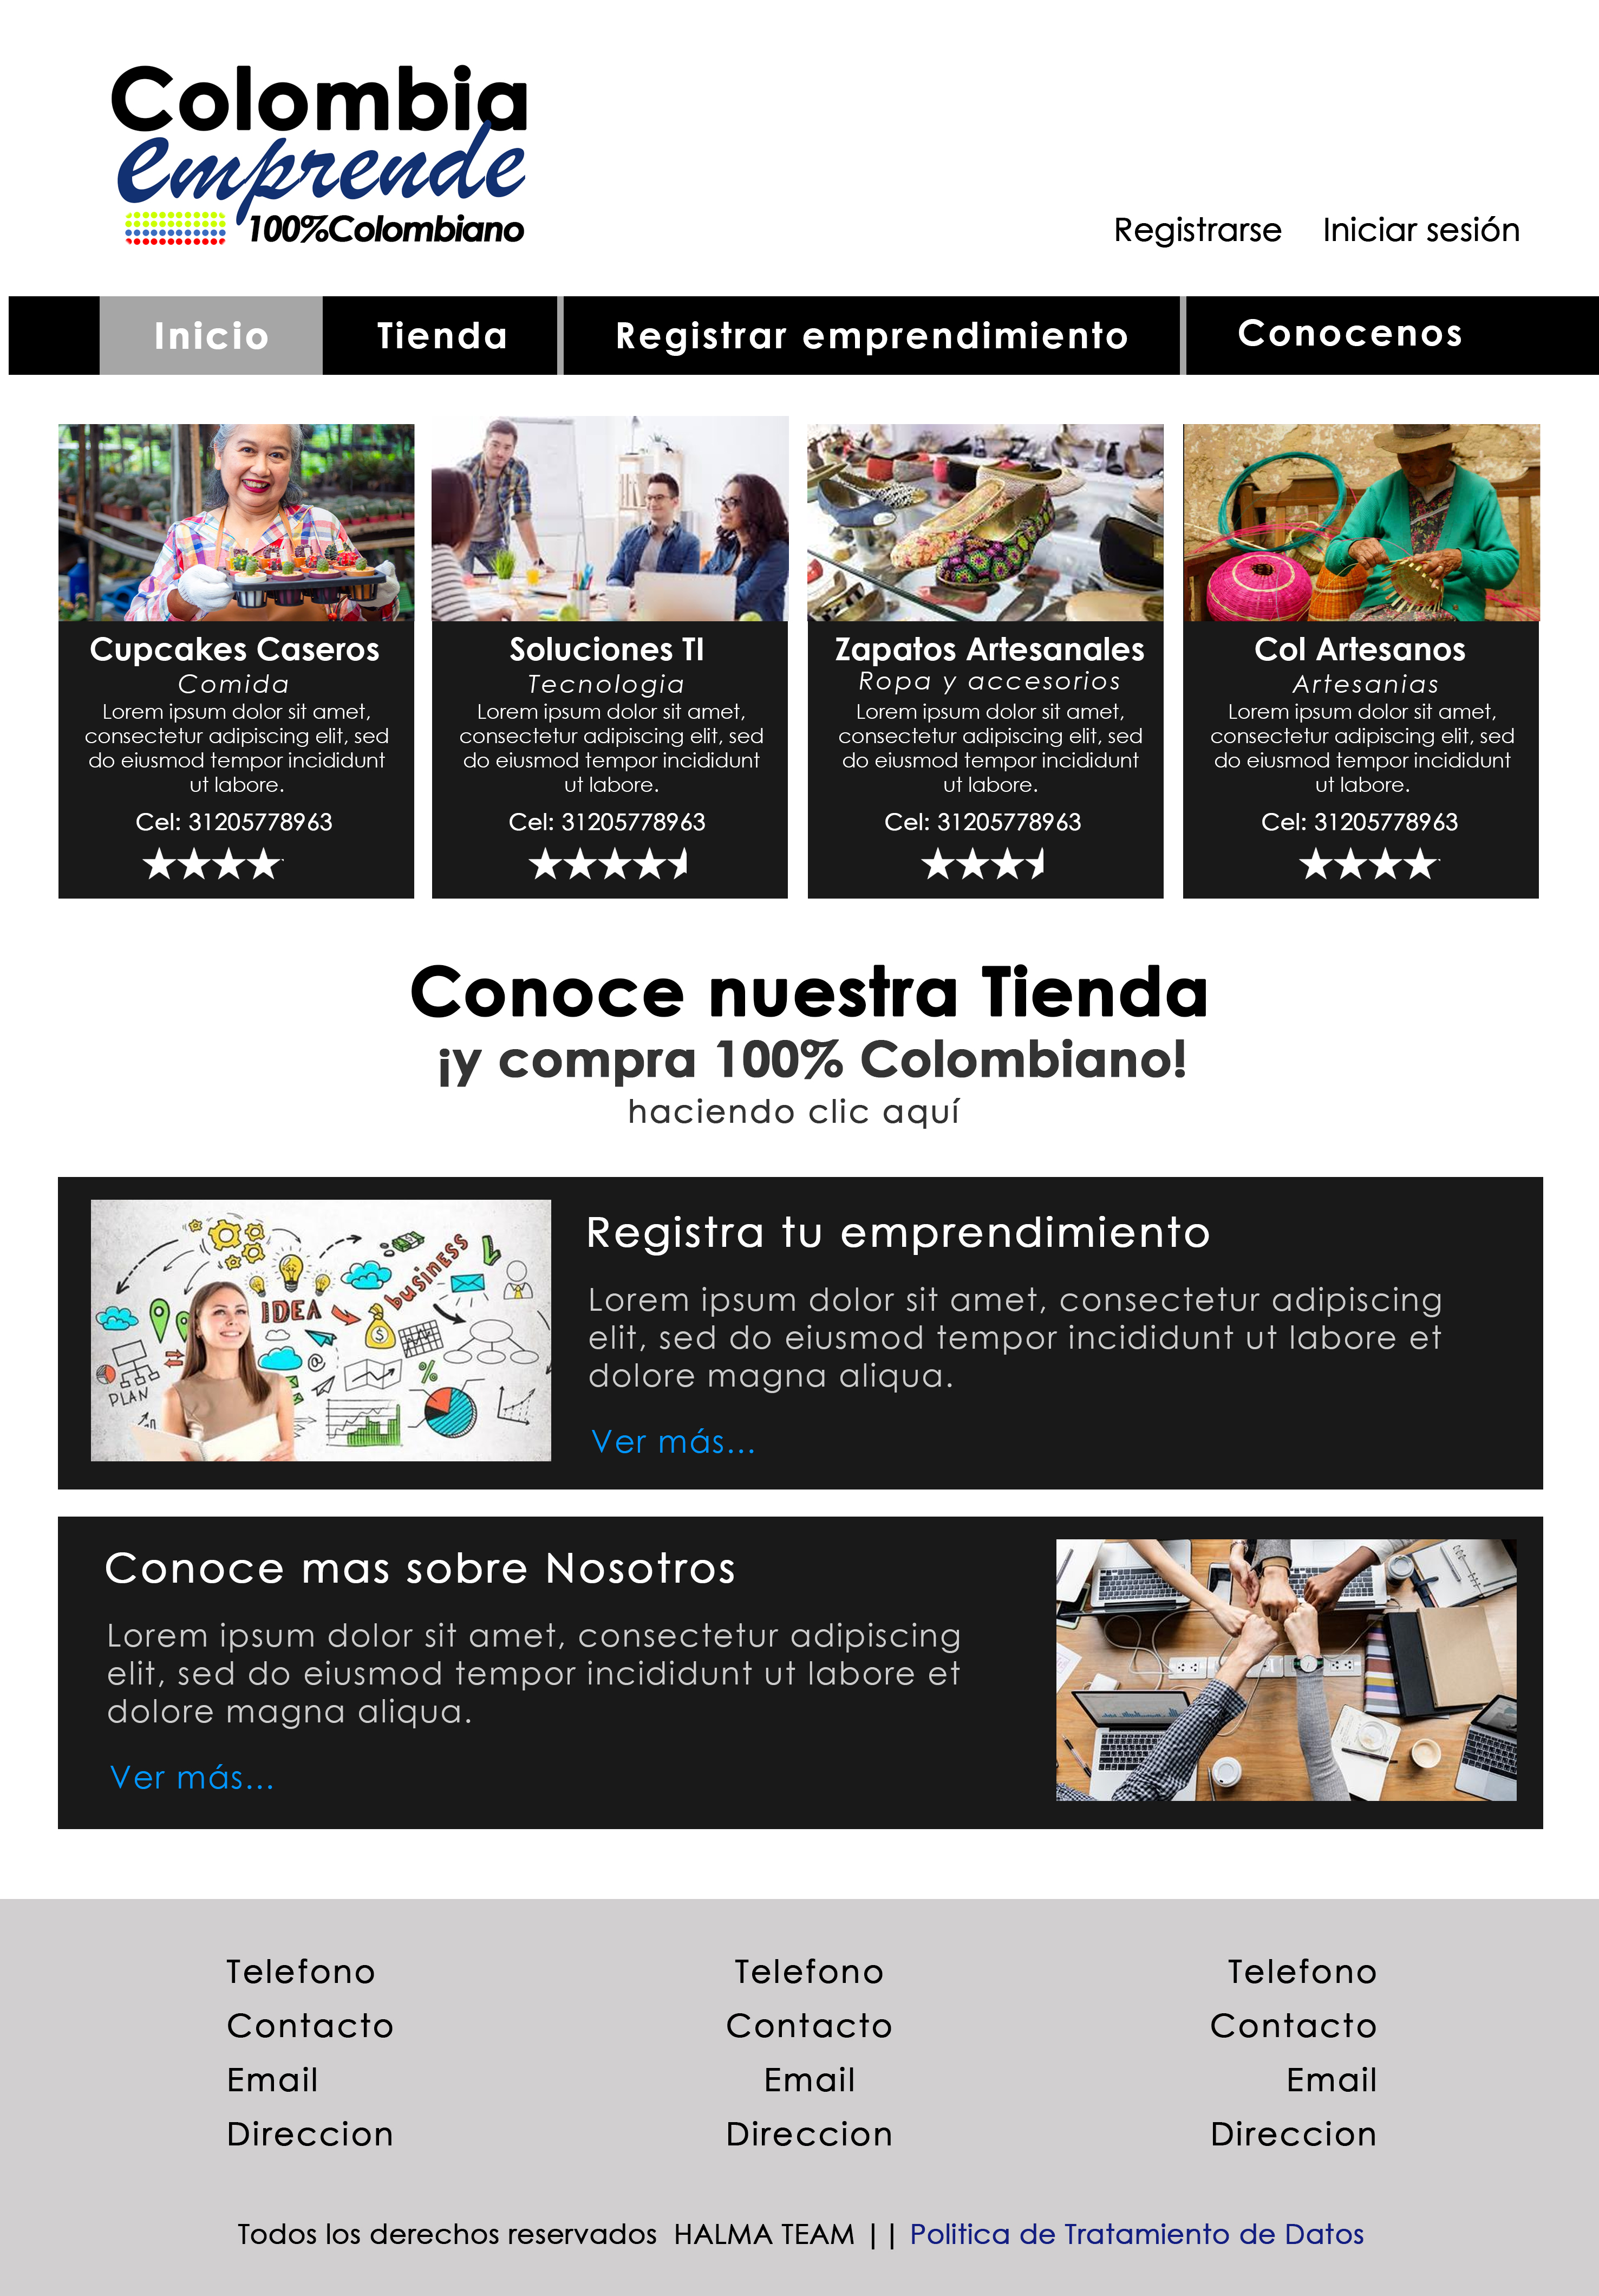 Colombia
emprende
100%Colombiano
Registrarse Iniciar sesión
Inicio Tienda Registrar emprendimiento Conocenos
Cupcakes Caseros
Comida
Lorem ipsum dolor sit amet,
consectetur adipiscing elit, sed
do eiusmod tempor incididunt
ut labore.
Cel: 31205778963
Soluciones TI
Tecnologia
Lorem ipsum dolor sit amet,
consectetur adipiscing elit, sed
do eiusmod tempor incididunt
ut labore.
Cel: 31205778963
Zapatos Artesanales
Ropa y accesorios
Lorem ipsum dolor sit amet,
consectetur adipiscing elit, sed
do eiusmod tempor incididunt
ut labore.
Cel: 31205778963
Col Artesanos
Artesanias
Lorem ipsum dolor sit amet,
consectetur adipiscing elit, sed
do eiusmod tempor incididunt
ut labore.
Cel: 31205778963
Conoce nuestra Tienda
¡y compra 100% Colombiano!
haciendo clic aquí
IDEA
business
PLAN
$
@
%
Registra tu emprendimiento
Lorem ipsum dolor sit amet, consectetur adipiscing
elit, sed do eiusmod tempor incididunt ut labore et
dolore magna aliqua.
Ver más...
Conoce mas sobre Nosotros
Lorem ipsum dolor sit amet, consectetur adipiscing
elit, sed do eiusmod tempor incididunt ut labore et
dolore magna aliqua.
Ver más...
Telefono
Contacto
Email
Direccion
Telefono
Contacto
Email
Direccion
Telefono
Contacto
Email
Direccion
Todos los derechos reservados HALMA TEAM || Politica de Tratamiento de Datos